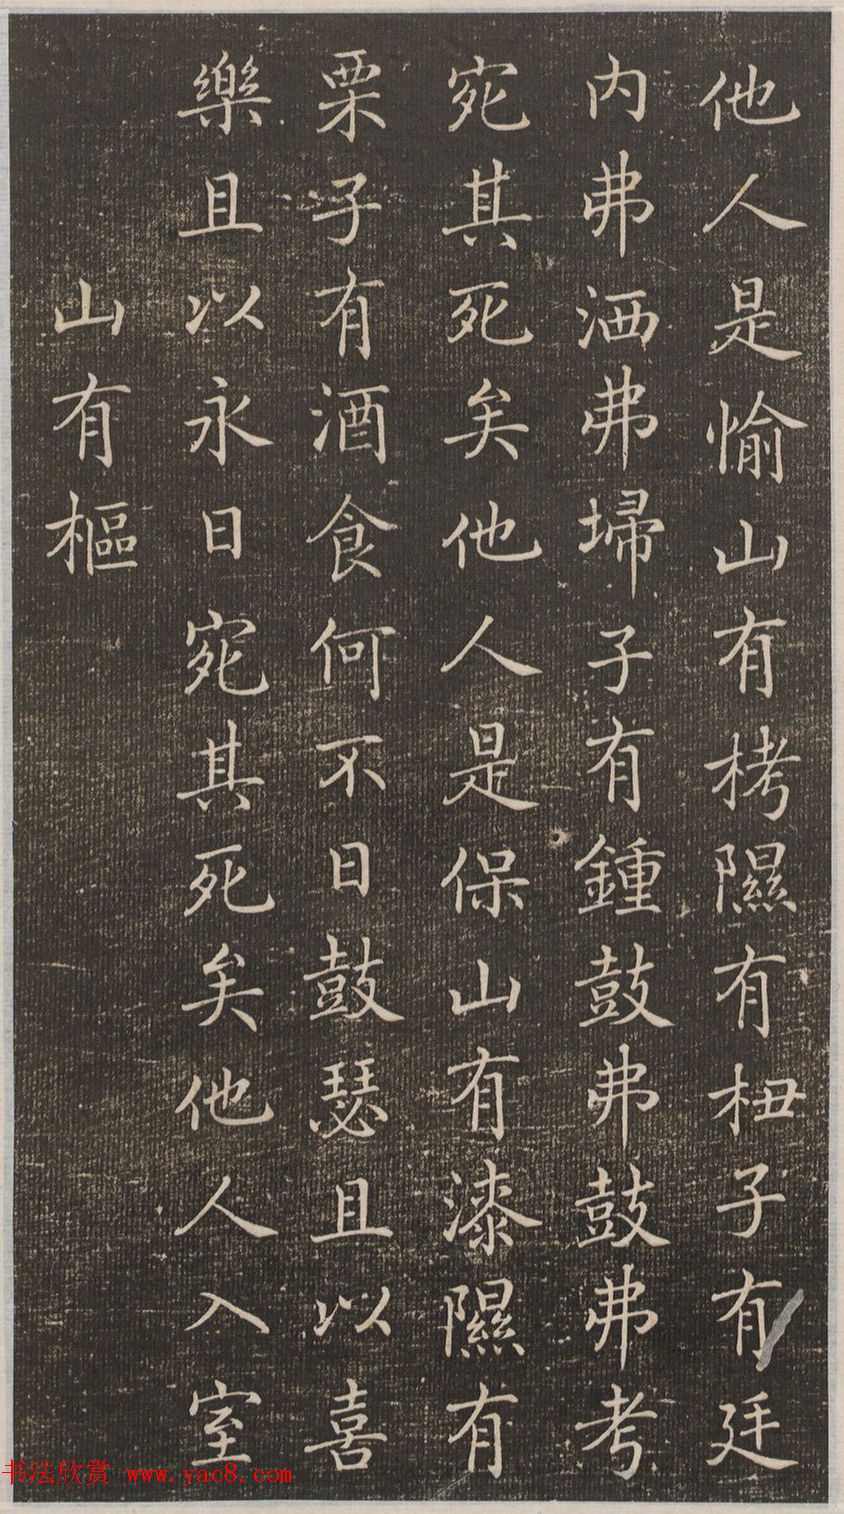 他人是愉山有栲隰有杻子有廷
内弗洒弗埽子有鍾鼓弗鼓弗考
宛其死矣他人是保山有漆隰有
栗子有酒食何不日鼓瑟且以喜
樂且以永日宛其死矣他人入室
山有樞
书法欣赏 www.yac8.com